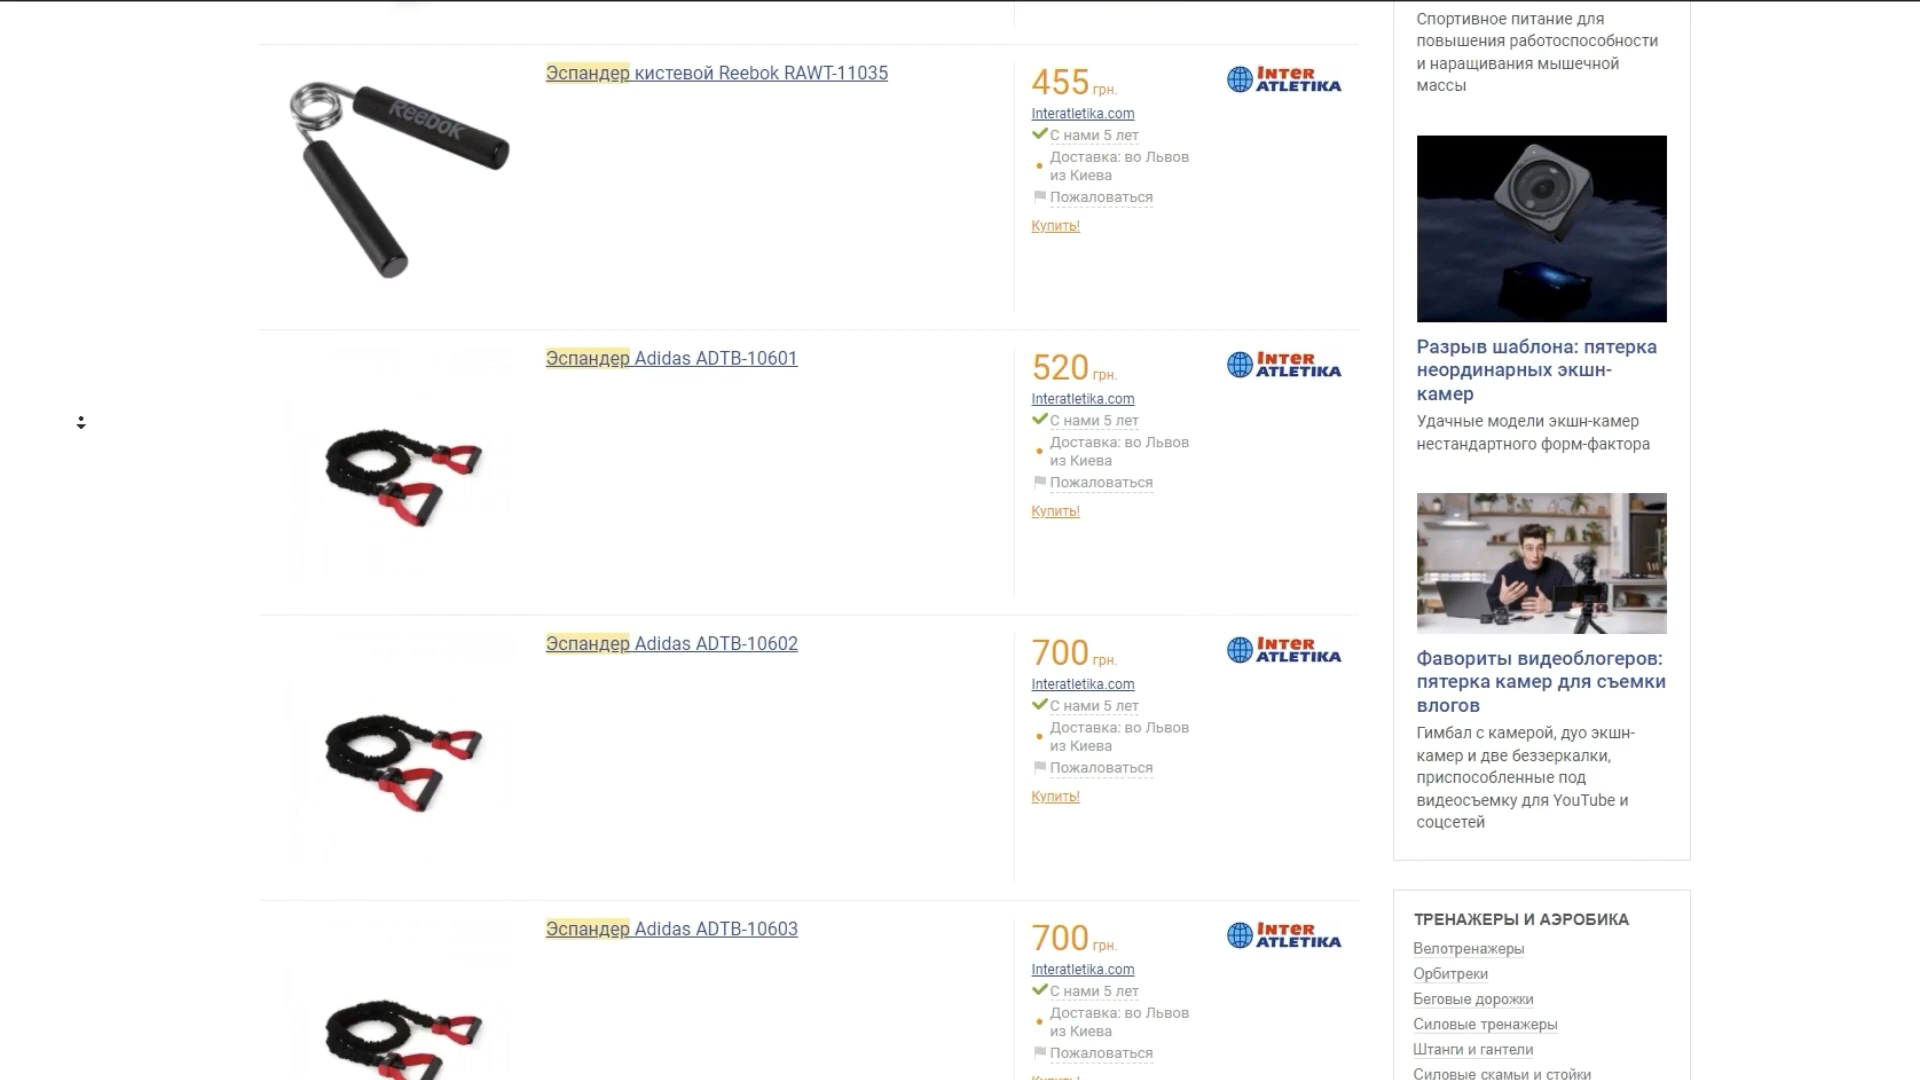 Эспандер кистевой Reebok RAWT-11035
Reebok
455 грн.
INTER
ATLETIKA
Interatletika.com
С нами 5 лет
Доставка: во Львов
из Киева
Пожаловаться
Купить!
Эспандер Adidas ADTB-10601
520 грн.
INTER
ATLETIKA
Interatletika.com
С нами 5 лет
Доставка: во Львов
из Киева
Пожаловаться
Купить!
Эспандер Adidas ADTB-10602
700 грн.
INTER
ATLETIKA
Interatletika.com
С нами 5 лет
Доставка: во Львов
из Киева
Пожаловаться
Купить!
Эспандер Adidas ADTB-10603
700 грн.
INTER
ATLETIKA
Interatletika.com
С нами 5 лет
Доставка: во Львов
из Киева
Пожаловаться
Купить!
Спортивное питание для
повышения работоспособности
и наращивания мышечной
массы
Разрыв шаблона: пятерка
неординарных экшн-
камер
Удачные модели экшн-камер
нестандартного форм-фактора
Фавориты видеоблогеров:
пятерка камер для съемки
влогов
Гимбал с камерой, дуо экшн-
камер и две беззеркалки,
приспособленные под
видеосъемку для YouTube и
соцсетей
ТРЕНАЖЕРЫ И АЭРОБИКА
Велотренажеры
Орбитреки
Беговые дорожки
Силовые тренажеры
Штанги и гантели
Силовые скамьи и стойки